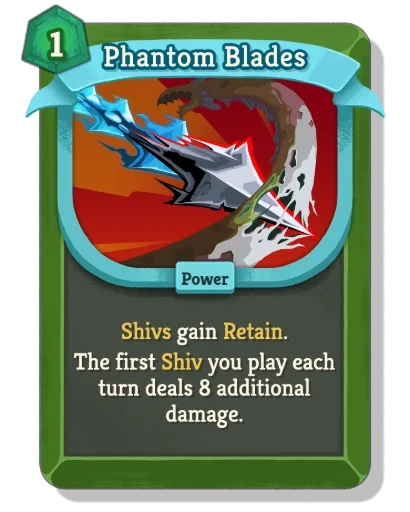 1
Phantom Blades
Power
Shivs gain Retain.
The first Shiv you play each
turn deals 8 additional
damage.